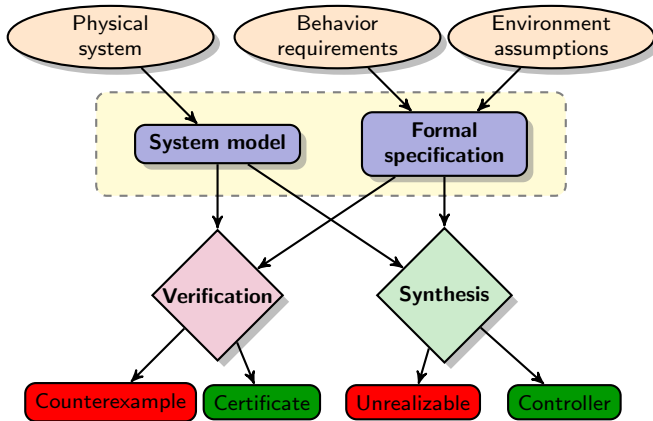 Physical
system
Behavior
requirements
Environment
assumptions
System model
Formal
specification
Verification
Synthesis
Counterexample
Certificate
Unrealizable
Controller